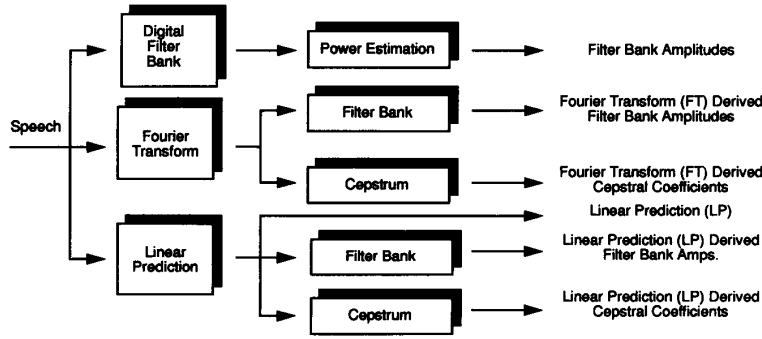 Digital
Filter
Bank
Power Estimation
Filter Bank Amplitudes
Speech
Fourier
Transform
Filter Bank
Fourier Transform (FT) Derived
Filter Bank Amplitudes
Cepstrum
Fourier Transform (FT) Derived
Cepstral Coefficients
Linear Prediction (LP)
Linear
Prediction
Filter Bank
Linear Prediction (LP) Derived
Filter Bank Amps.
Cepstrum
Linear Prediction (LP) Derived
Cepstral Coefficients